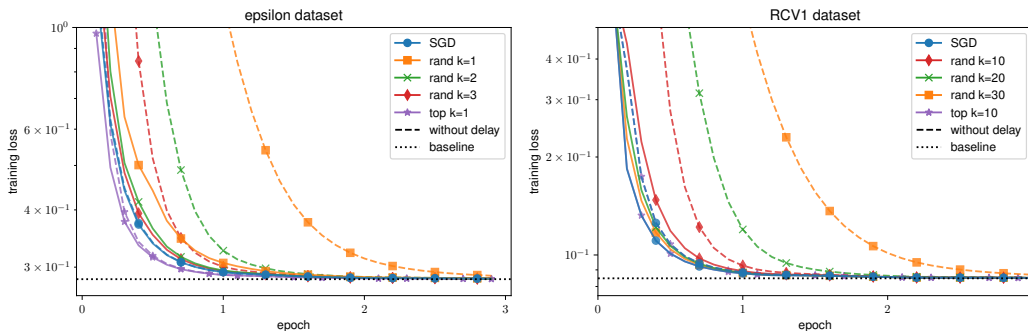 epsilon dataset
10⁰
6 × 10⁻¹
4 × 10⁻¹
3 × 10⁻¹
training loss
0
1
2
3
epoch
SGD
rand k=1
rand k=2
rand k=3
top k=1
without delay
baseline
RCV1 dataset
4 × 10⁻¹
3 × 10⁻¹
2 × 10⁻¹
10⁻¹
training loss
0
1
2
epoch
SGD
rand k=10
rand k=20
rand k=30
top k=10
without delay
baseline